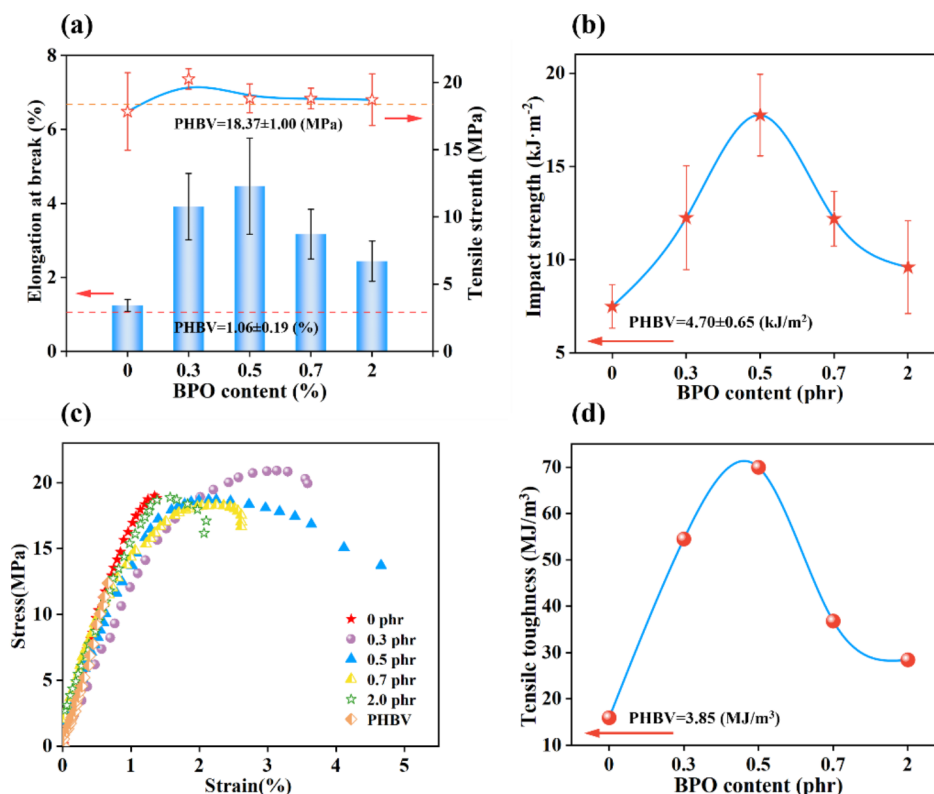 (a)
Elongation at break (%)
8
6
4
2
0
PHBV=18.37±1.00 (MPa)
PHBV=1.06±0.19 (%)
20
15
10
5
0
Tensile strenth (MPa)
0 0.3 0.5 0.7 2
BPO content (%)
(b)
Impact strength (kJ·m⁻²)
20
15
10
5
PHBV=4.70±0.65 (kJ/m²)
0 0.3 0.5 0.7 2
BPO content (phr)
(c)
Stress(MPa)
20
15
10
5
0
0 phr
0.3 phr
0.5 phr
0.7 phr
2.0 phr
PHBV
0 1 2 3 4 5
Strain(%)
(d)
Tensile toughness (MJ/m³)
70
60
50
40
30
20
10
PHBV=3.85 (MJ/m³)
0 0.3 0.5 0.7 2
BPO content (phr)